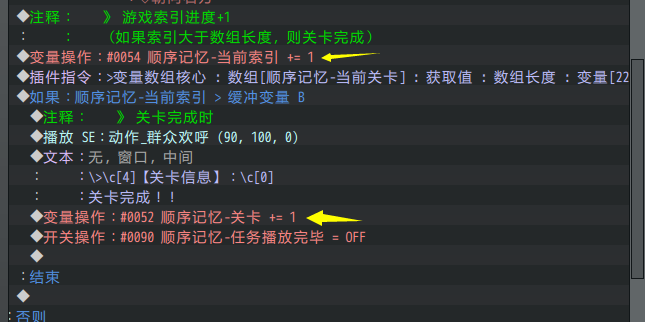 ◆注释：　》 游戏索引进度+1
：　：　（如果索引大于数组长度，则关卡完成）
◆变量操作：#0054 顺序记忆-当前索引 += 1
◆插件指令：>变量数组核心 : 数组[顺序记忆-当前关卡] : 获取值 : 数组长度 : 变量[22
◆如果：顺序记忆-当前索引 > 缓冲变量 B
◆注释：　》 关卡完成时
◆播放 SE：动作_群众欢呼 (90, 100, 0)
◆文本：无, 窗口, 中间
：　：\>\c[4]【关卡信息】：\c[0]
：　：关卡完成！！
◆变量操作：#0052 顺序记忆-关卡 += 1
◆开关操作：#0090 顺序记忆-任务播放完毕 = OFF
◆
：结束
◆
：否则